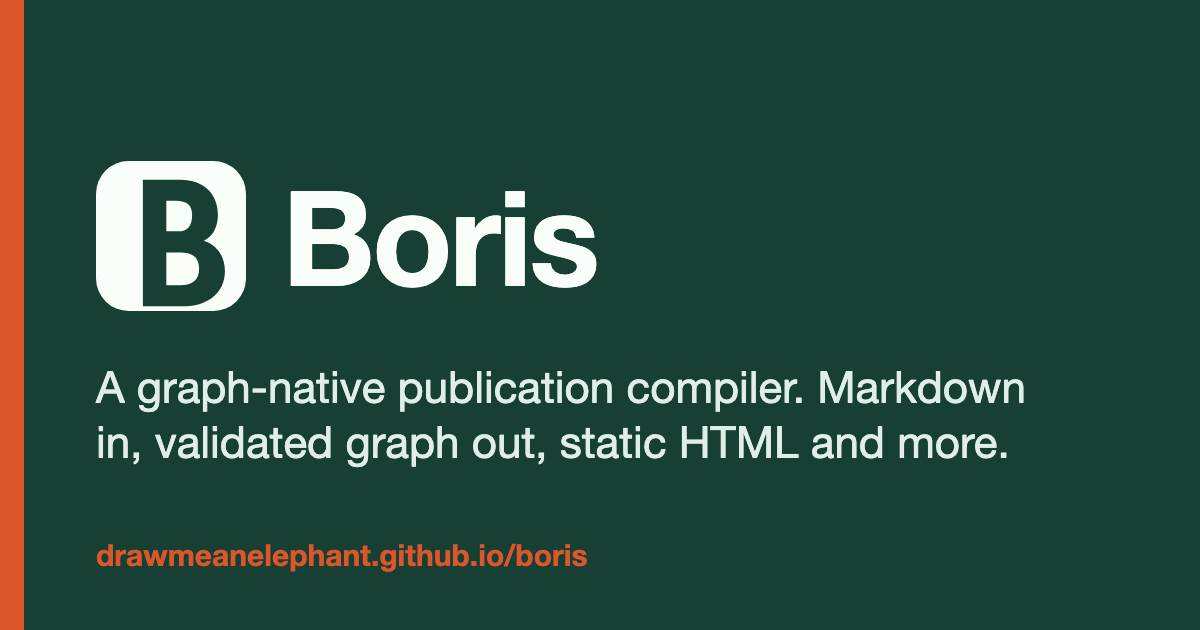 B Boris
A graph-native publication compiler. Markdown
in, validated graph out, static HTML and more.
drawmeanelephant.github.io/boris